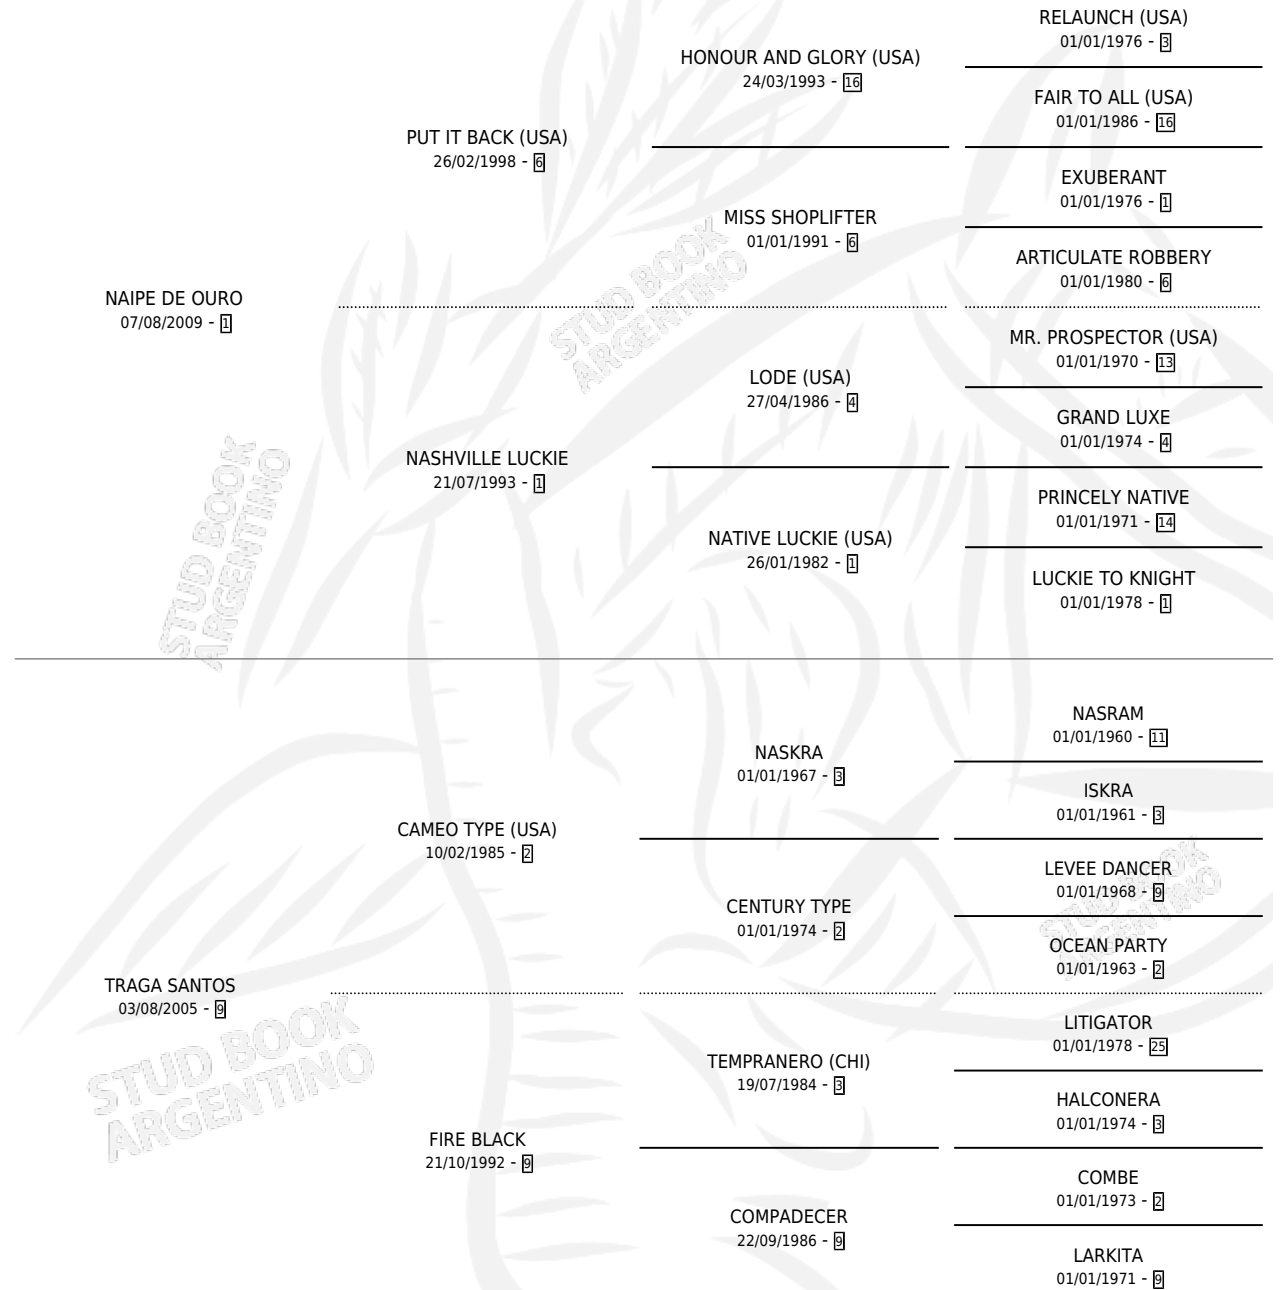 RELAUNCH (USA)
01/01/1976 - 3
HONOUR AND GLORY (USA)
24/03/1993 - 16
FAIR TO ALL (USA)
01/01/1986 - 16
PUT IT BACK (USA)
26/02/1998 - 6
EXUBERANT
01/01/1976 - 1
MISS SHOPLIFTER
01/01/1991 - 6
ARTICULATE ROBBERY
01/01/1980 - 6
NAIPE DE OURO
07/08/2009 - 1
STUD BOOK
ARGENTINO
MR. PROSPECTOR (USA)
01/01/1970 - 13
LODE (USA)
27/04/1986 - 4
GRAND LUXE
01/01/1974 - 4
NASHVILLE LUCKIE
21/07/1993 - 1
PRINCELY NATIVE
01/01/1971 - 14
NATIVE LUCKIE (USA)
26/01/1982 - 1
LUCKIE TO KNIGHT
01/01/1978 - 1
STUD BOOK
ARGENTINO
NASRAM
01/01/1960 - 11
NASKRA
01/01/1967 - 3
ISKRA
01/01/1961 - 3
CAMEO TYPE (USA)
10/02/1985 - 2
LEVEE DANCER
01/01/1968 - 9
CENTURY TYPE
01/01/1974 - 2
OCEAN PARTY
01/01/1963 - 2
STUD BOOK
ARGENTINO
TRAGA SANTOS
03/08/2005 - 9
LITIGATOR
01/01/1978 - 25
TEMPRANERO (CHI)
19/07/1984 - 3
HALCONERA
01/01/1974 - 3
STUD BOOK
ARGENTINO
FIRE BLACK
21/10/1992 - 9
COMBE
01/01/1973 - 2
COMPADECER
22/09/1986 - 9
LARKITA
01/01/1971 - 9